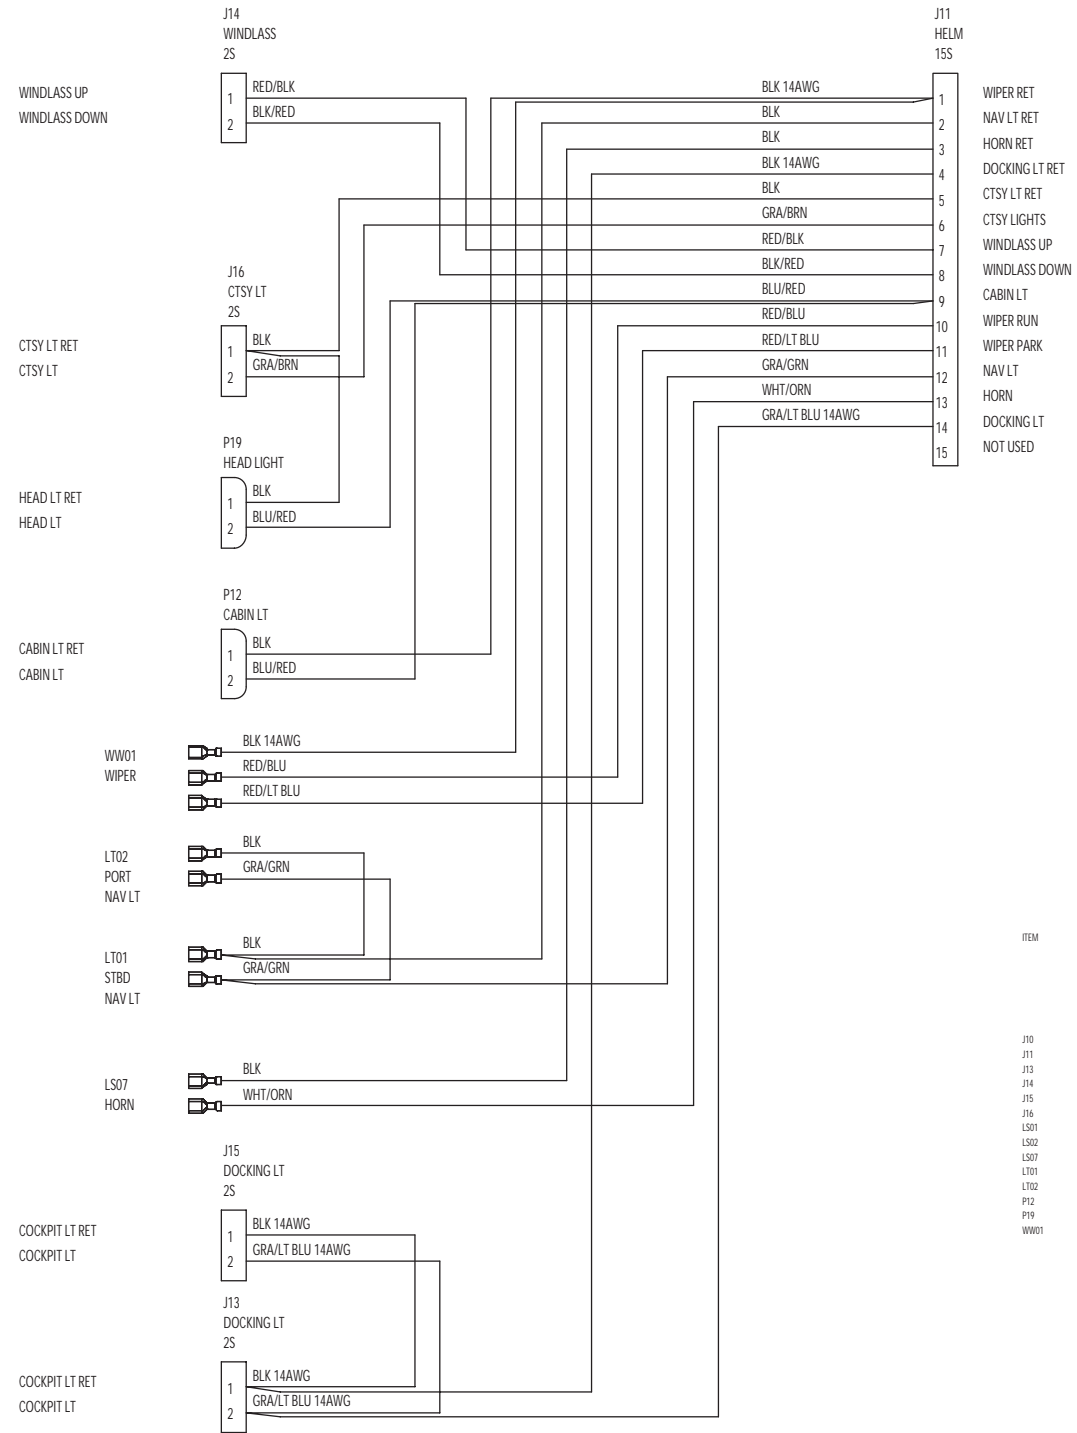 J14
WINDLASS
2S
WINDLASS UP
WINDLASS DOWN
1
2
RED/BLK
BLK/RED
J16
CTSY LT
2S
CTSY LT RET
CTSY LT
1
2
BLK
GRA/BRN
P19
HEAD LIGHT
HEAD LT RET
HEAD LT
1
2
BLK
BLU/RED
P12
CABIN LT
CABIN LT RET
CABIN LT
1
2
BLK
BLU/RED
WW01
WIPER
BLK 14AWG
RED/BLU
RED/LT BLU
LT02
PORT
NAV LT
BLK
GRA/GRN
LT01
STBD
NAV LT
BLK
GRA/GRN
LS07
HORN
BLK
WHT/ORN
J15
DOCKING LT
2S
COCKPIT LT RET
COCKPIT LT
1
2
BLK 14AWG
GRA/LT BLU 14AWG
J13
DOCKING LT
2S
COCKPIT LT RET
COCKPIT LT
1
2
BLK 14AWG
GRA/LT BLU 14AWG
J11
HELM
15S
BLK 14AWG 1 WIPER RET
BLK 2 NAV LT RET
BLK 3 HORN RET
BLK 14AWG 4 DOCKING LT RET
BLK 5 CTSY LT RET
GRA/BRN 6 CTSY LIGHTS
RED/BLK 7 WINDLASS UP
BLK/RED 8 WINDLASS DOWN
BLU/RED 9 CABIN LT
RED/BLU 10 WIPER RUN
RED/LT BLU 11 WIPER PARK
GRA/GRN 12 NAV LT
WHT/ORN 13 HORN
GRA/LT BLU 14AWG 14 DOCKING LT
15 NOT USED
ITEM
J10
J11
J13
J14
J15
J16
LS01
LS02
LS07
LT01
LT02
P12
P19
WW01